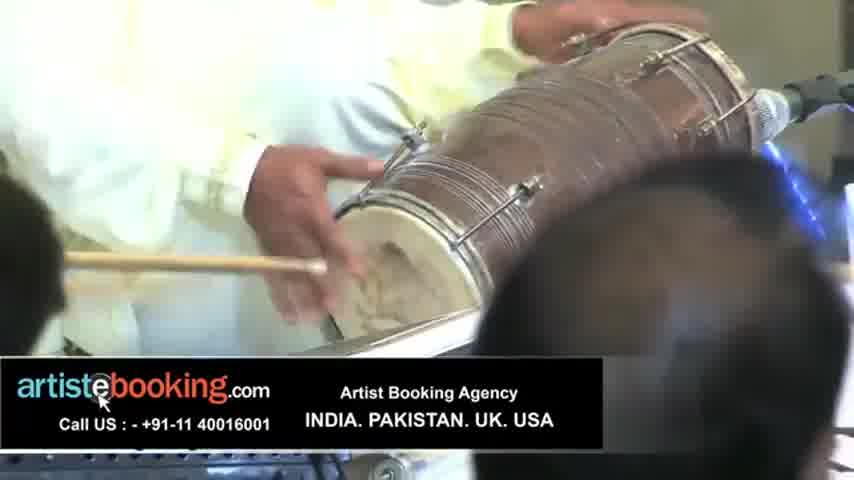 artistebooking.com
Call US : - +91-11 40016001
Artist Booking Agency
INDIA. PAKISTAN. UK. USA